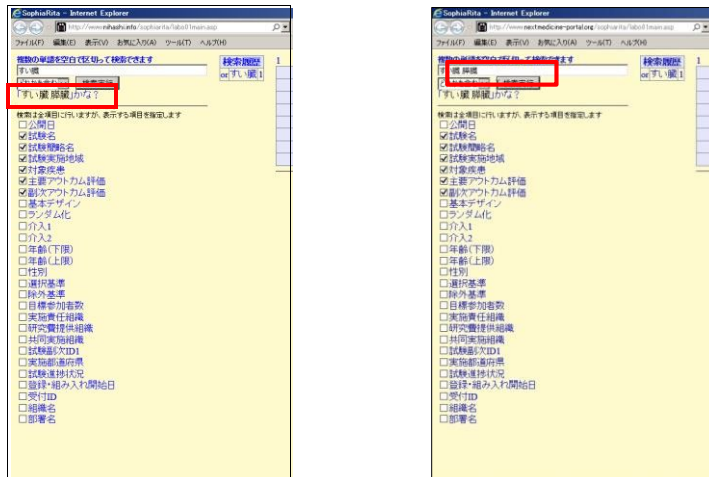 SophiaRita - Internet Explorer
http://www.nihashi.info/sophiarita/labo01main.asp
ファイル(F) 編集(E) 表示(V) お気に入り(A) ツール(T) ヘルプ(H)
複数の単語を空白で区切って検索できます
検索履歴
1
すい臓
or すい臓 1
検索実行
「すい臓 膵臓」かな？
検索は全項目に行いますが、表示する項目を指定します
□公開日
☑試験名
☑試験簡略名
☑試験実施地域
☑対象疾患
☑主要アウトカム評価
☑副次アウトカム評価
□基本デザイン
□ランダム化
□介入1
□介入2
□年齢(下限)
□年齢(上限)
□性別
□選択基準
□除外基準
□目標参加者数
□実施責任組織
□研究費提供組織
□共同実施組織
□試験副次ID1
□実施都道府県
□試験進捗状況
□登録・組み入れ開始日
□受付ID
□組織名
□部署名
SophiaRita - Internet Explorer
http://www.nextmedicine-portal.org/sophiarita/labo01main.asp
ファイル(F) 編集(E) 表示(V) お気に入り(A) ツール(T) ヘルプ(H)
複数の単語を空白で区切って検索できます
検索履歴
1
すい臓 膵臓
or すい臓 1
検索実行
「すい臓 膵臓」かな？
検索は全項目に行いますが、表示する項目を指定します
□公開日
☑試験名
☑試験簡略名
☑試験実施地域
☑対象疾患
☑主要アウトカム評価
☑副次アウトカム評価
□基本デザイン
□ランダム化
□介入1
□介入2
□年齢(下限)
□年齢(上限)
□性別
□選択基準
□除外基準
□目標参加者数
□実施責任組織
□研究費提供組織
□共同実施組織
□試験副次ID1
□実施都道府県
□試験進捗状況
□登録・組み入れ開始日
□受付ID
□組織名
□部署名